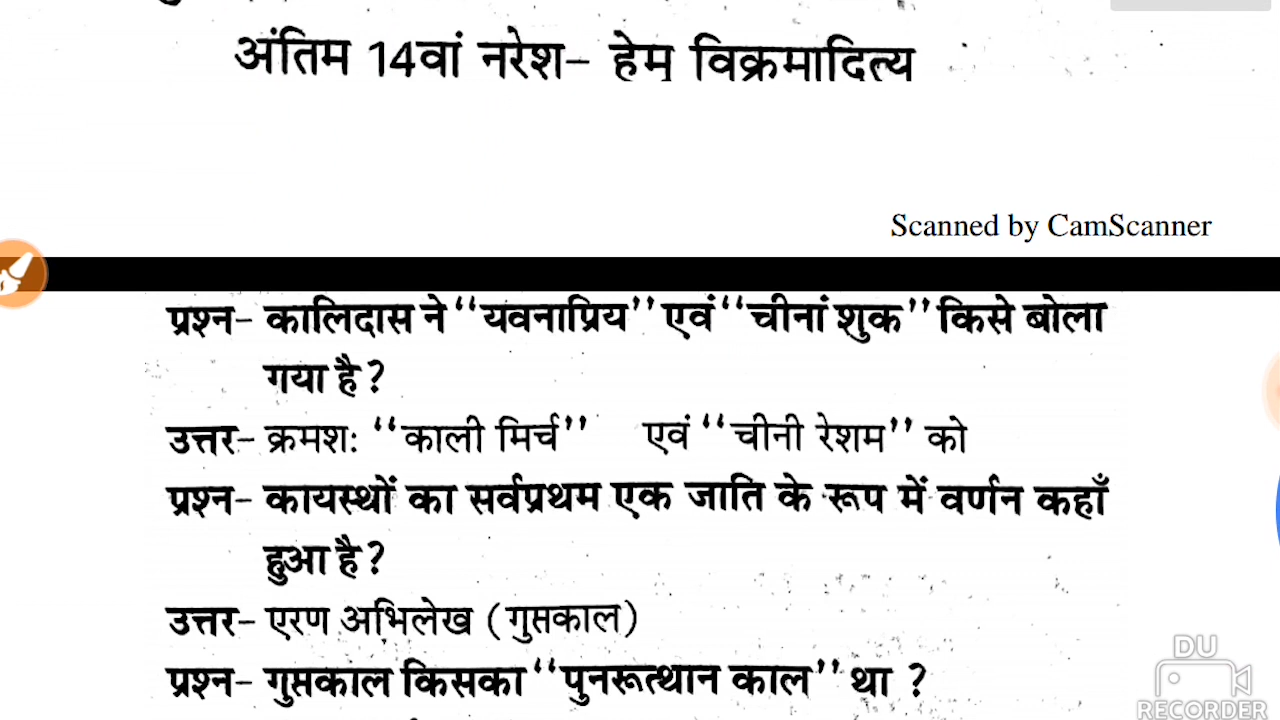 अंतिम 14वां नरेश- हेम विक्रमादित्य
Scanned by CamScanner
प्रश्न- कालिदास ने ‘‘यवनाप्रिय’’ एवं ‘‘चीनांशुक’’ किसे बोला
गया है?
उत्तर- क्रमशः ‘‘काली मिर्च’’ एवं ‘‘चीनी रेशम’’ को
प्रश्न- कायस्थों का सर्वप्रथम एक जाति के रूप में वर्णन कहाँ
हुआ है?
उत्तर- एरण अभिलेख (गुप्तकाल)
प्रश्न- गुप्तकाल किसका ‘‘पुनरूत्थान काल’’ था ?
DU
RECORDER